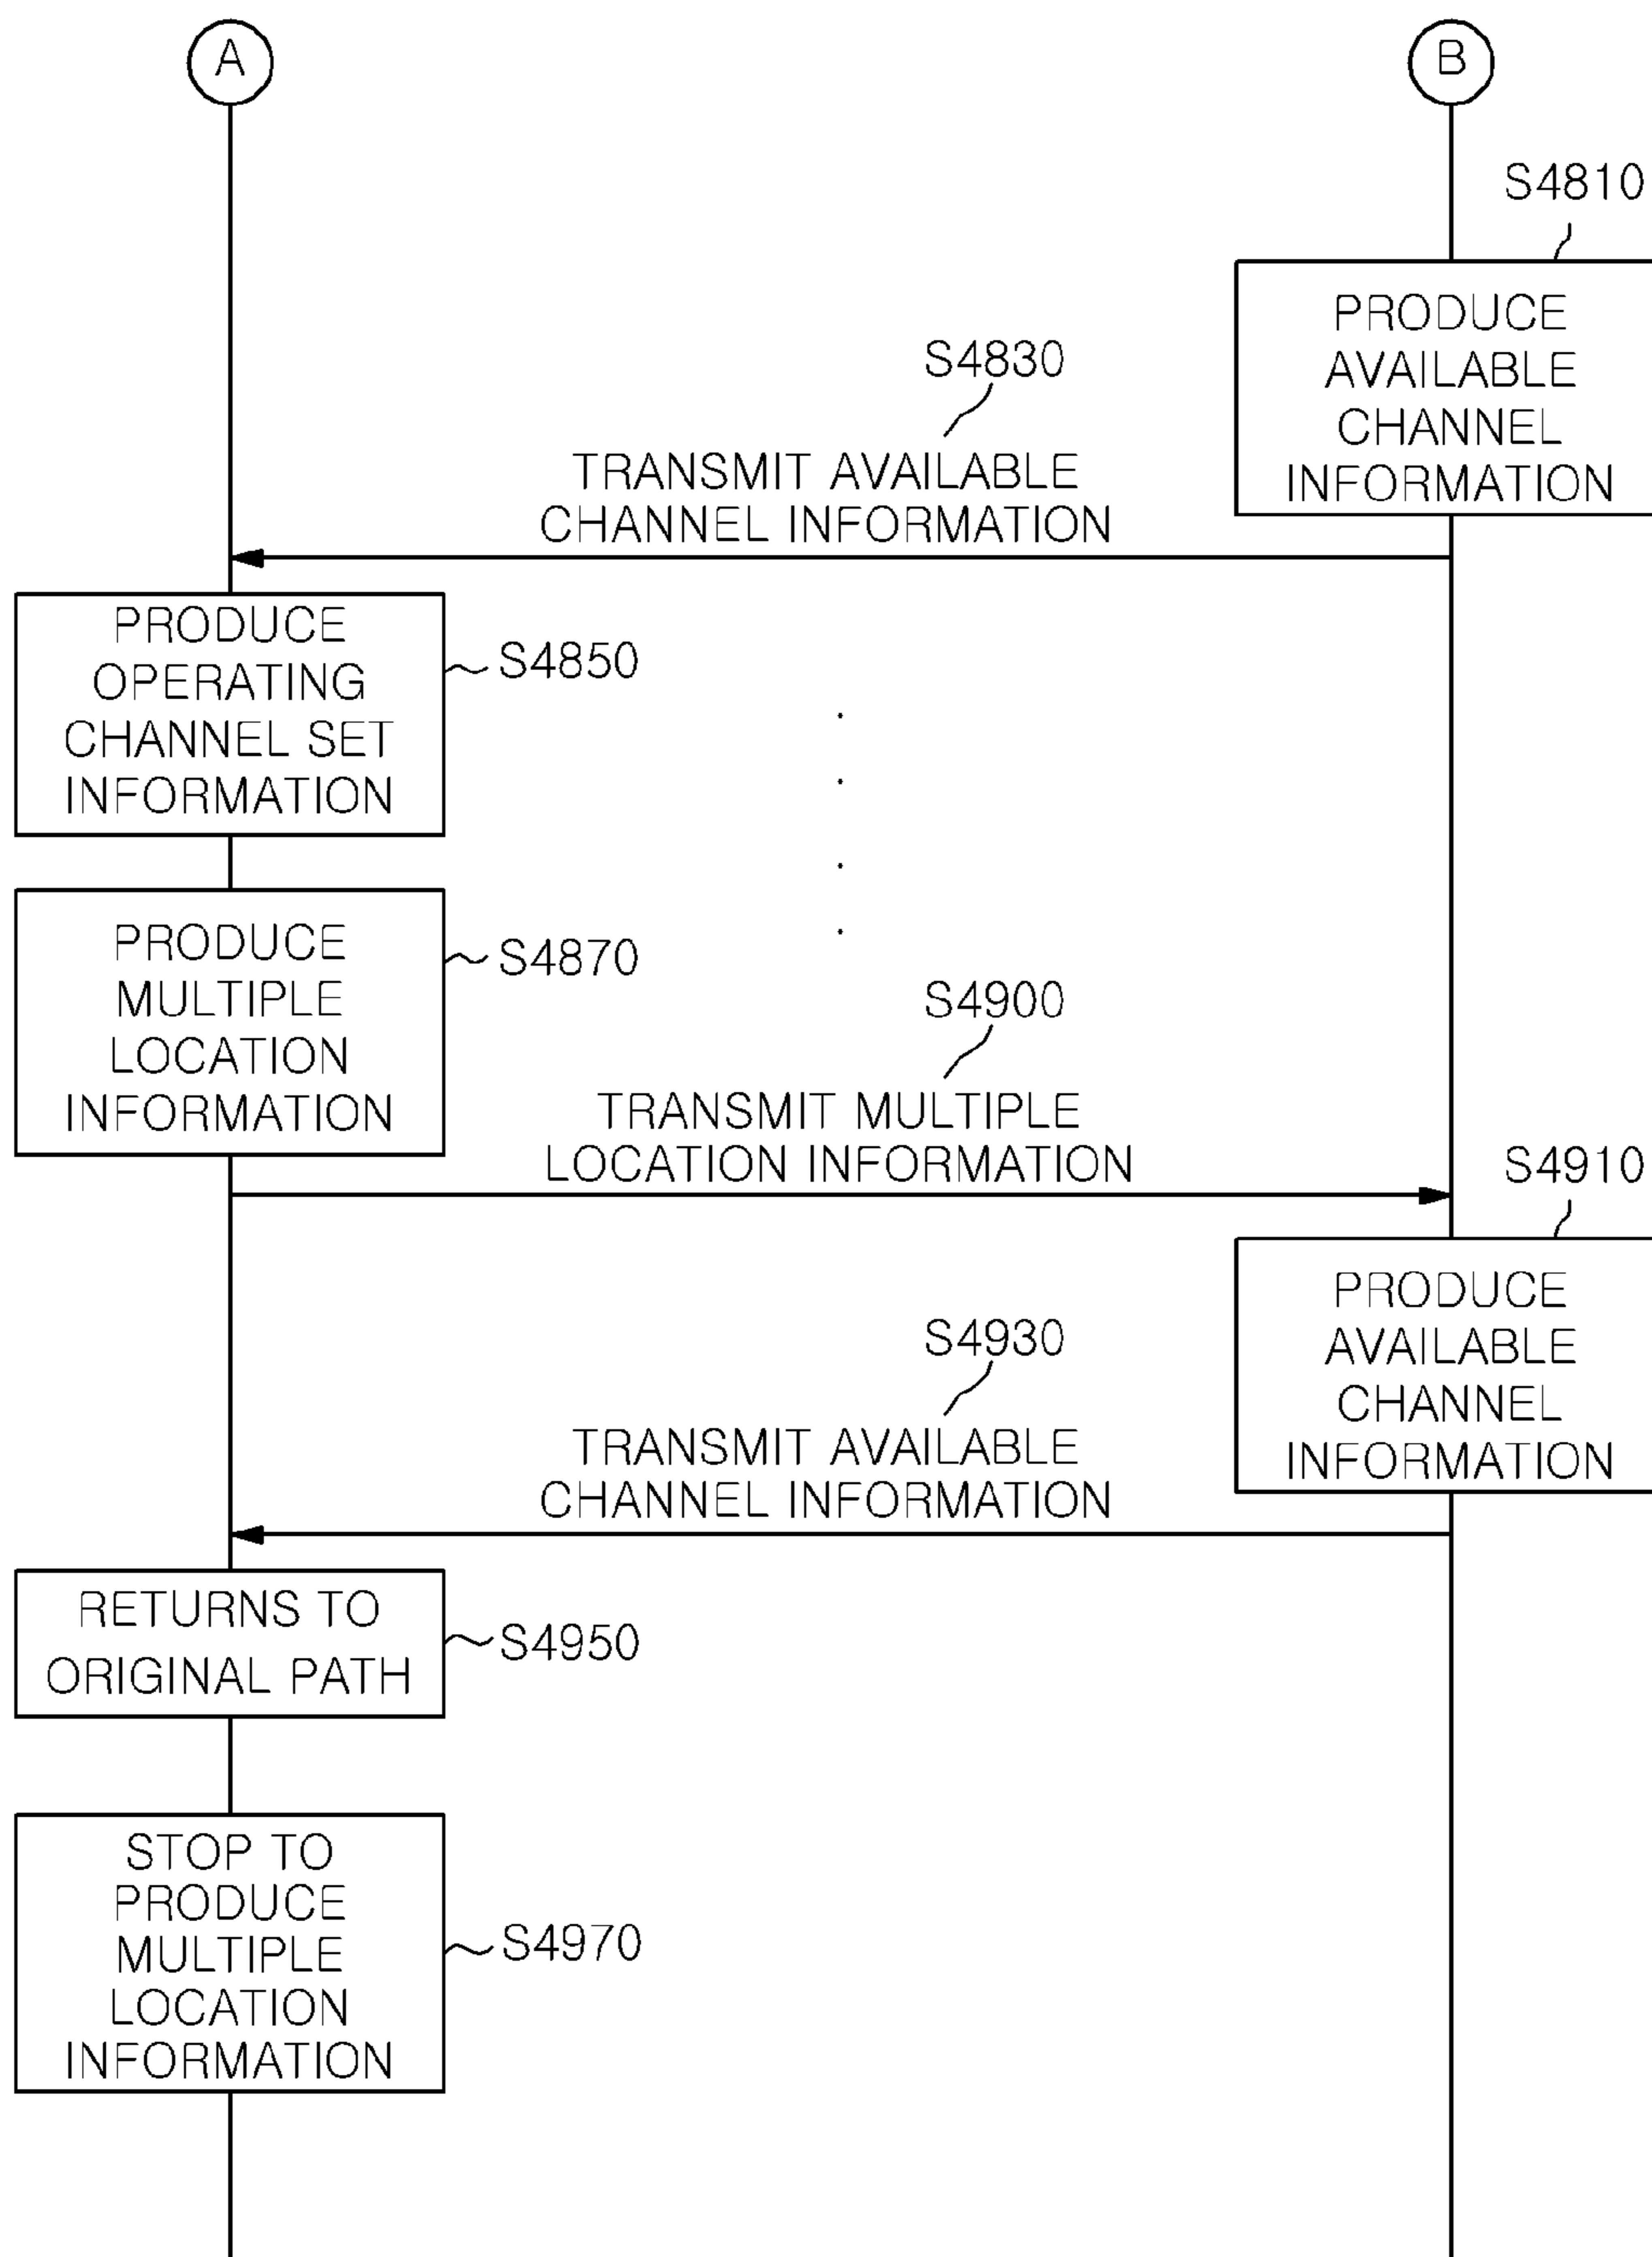 A
B
S4810
PRODUCE
AVAILABLE
CHANNEL
INFORMATION
S4830
TRANSMIT AVAILABLE
CHANNEL INFORMATION
PRODUCE
OPERATING
CHANNEL SET
INFORMATION
S4850
PRODUCE
MULTIPLE
LOCATION
INFORMATION
S4870
S4900
TRANSMIT MULTIPLE
LOCATION INFORMATION
S4910
PRODUCE
AVAILABLE
CHANNEL
INFORMATION
S4930
TRANSMIT AVAILABLE
CHANNEL INFORMATION
RETURNS TO
ORIGINAL PATH
S4950
STOP TO
PRODUCE
MULTIPLE
LOCATION
INFORMATION
S4970